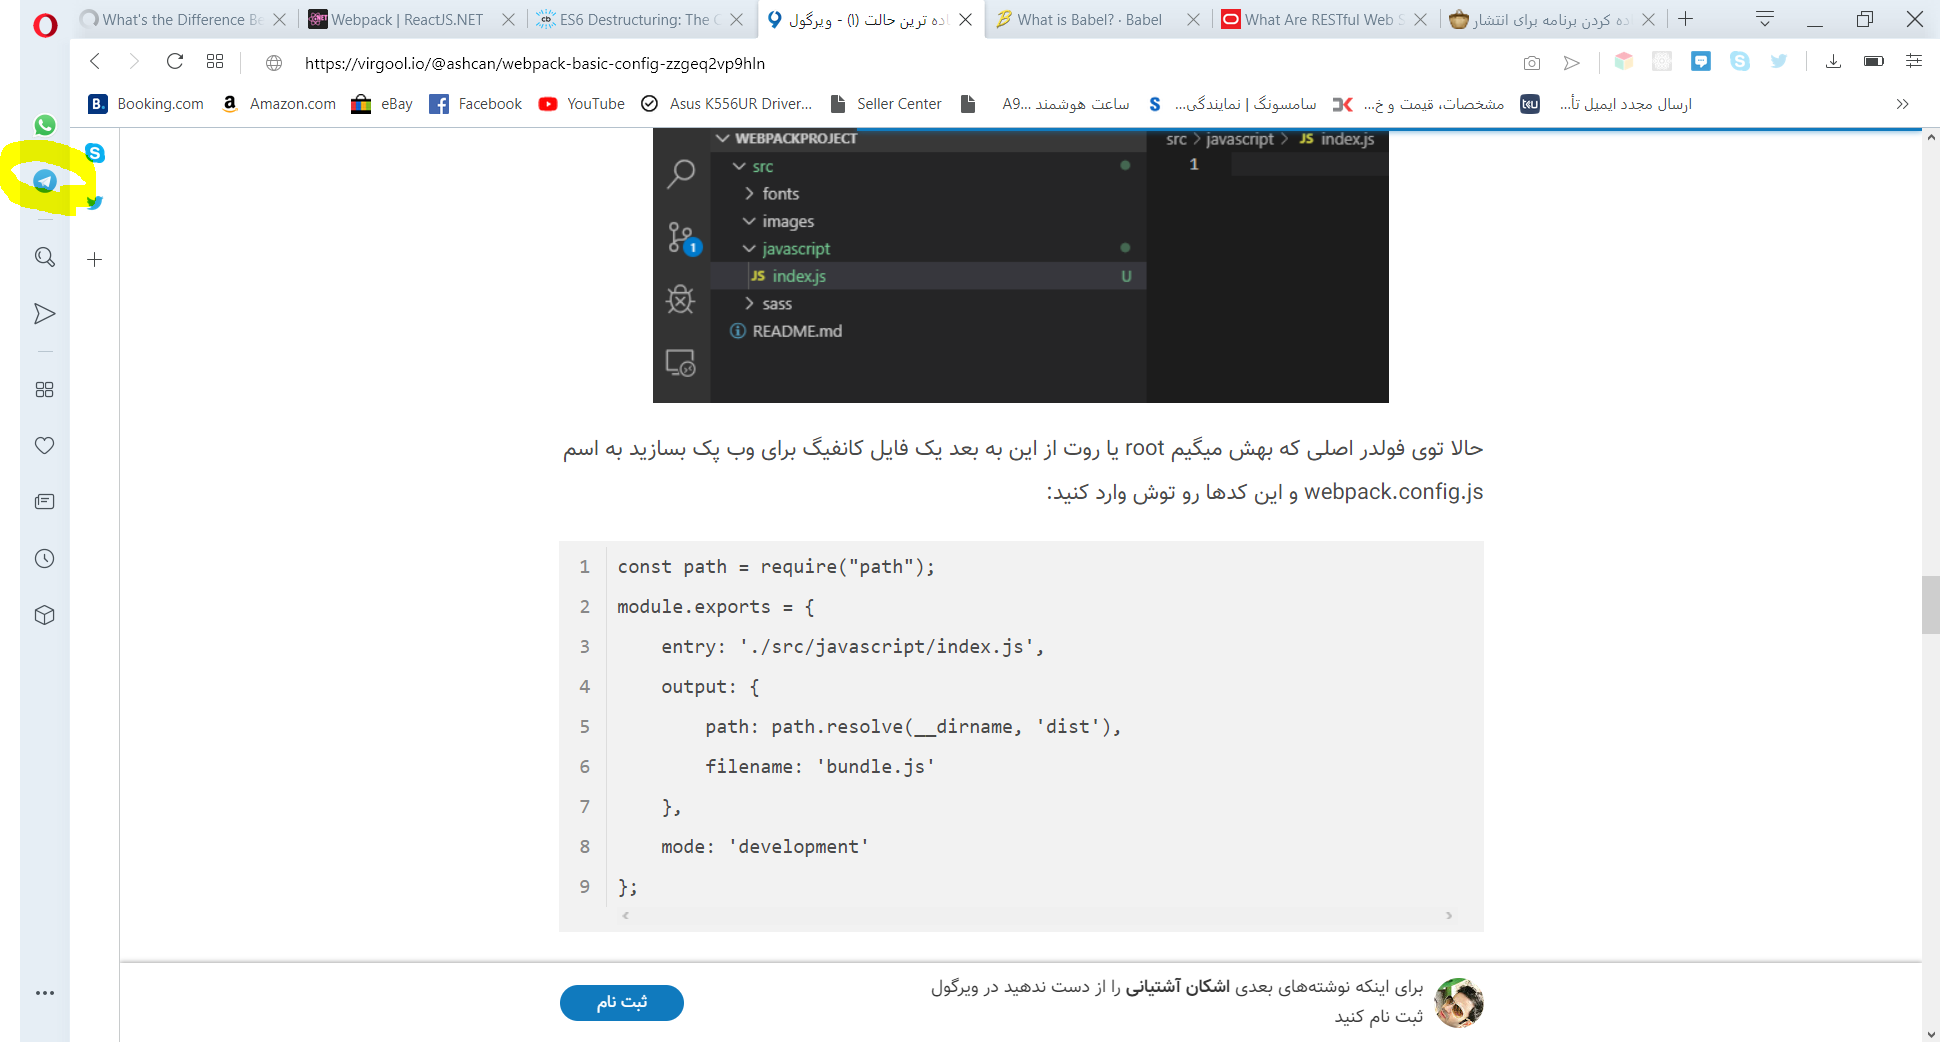 What's the Difference Be
Webpack | ReactJS.NET
ES6 Destructuring: The C
ده ترین حالت (۱) - ویرگول
What is Babel? · Babel
What Are RESTful Web S
ده کردن برنامه برای انتشار
https://virgool.io/@ashcan/webpack-basic-config-zzgeq2vp9hln
Booking.com
Amazon.com
eBay
Facebook
YouTube
Asus K556UR Driver...
Seller Center
ساعت هوشمند A9...
سامسونگ | نمایندگی...
مشخصات، قیمت و خ...
ارسال مجدد ایمیل تأ...
WEBPACKPROJECT
src
fonts
images
javascript
JS index.js U
sass
README.md
1
src > javascript > JS index.js
1
حالا توی فولدر اصلی که بهش میگیم root یا روت از این به بعد یک فایل کانفیگ برای وب پک بسازید به اسم
webpack.config.js و این کدها رو توش وارد کنید:
1 const path = require("path");
2 module.exports = {
3 entry: './src/javascript/index.js',
4 output: {
5 path: path.resolve(__dirname, 'dist'),
6 filename: 'bundle.js'
7 },
8 mode: 'development'
9 };
برای اینکه نوشته‌های بعدی اشکان آشتیانی را از دست ندهید در ویرگول
ثبت نام کنید
ثبت نام